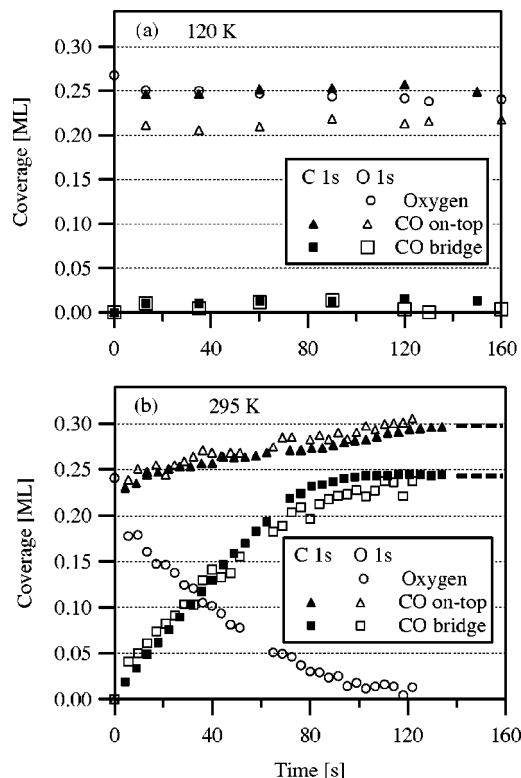 (a) 120 K
0.30
0.25
0.20
0.15
0.10
0.05
0.00
Coverage [ML]
C 1s O 1s
Oxygen
CO on-top
CO bridge
0 40 80 120 160
(b) 295 K
0.30
0.25
0.20
0.15
0.10
0.05
0.00
Coverage [ML]
C 1s O 1s
Oxygen
CO on-top
CO bridge
0 40 80 120 160
Time [s]